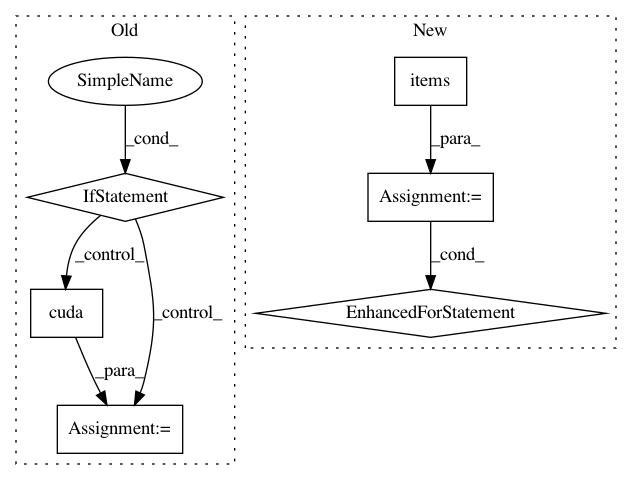 Old
New
SimpleName
items
_cond_
_para_
IfStatement
Assignment:=
_control_
_cond_
cuda
_control_
EnhancedForStatement
_para_
Assignment:=